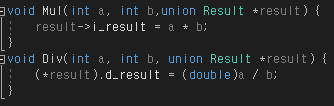 void Mul(int a, int b,union Result *result) {
result->i_result = a * b;
}
void Div(int a, int b, union Result *result) {
(*result).d_result = (double)a / b;
}